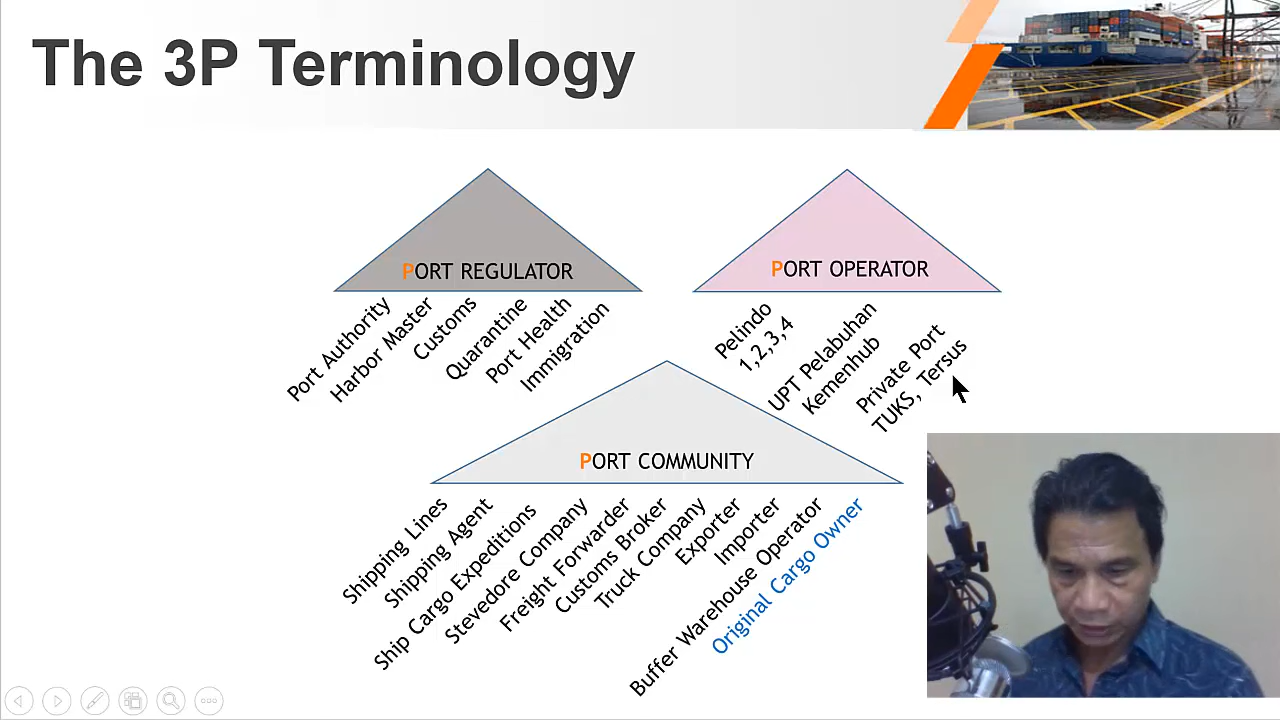 The 3P Terminology
PORT REGULATOR
Port Authority
Harbor Master
Customs
Quarantine
Port Health
Immigration
PORT OPERATOR
Pelindo
1,2,3,4
UPT Pelabuhan
Kemenhub
Private Port
TUKS, Tersus
PORT COMMUNITY
Shipping Lines
Shipping Agent
Ship Cargo Expeditions
Stevedore Company
Freight Forwarder
Customs Broker
Truck Company
Exporter
Importer
Buffer Warehouse Operator
Original Cargo Owner